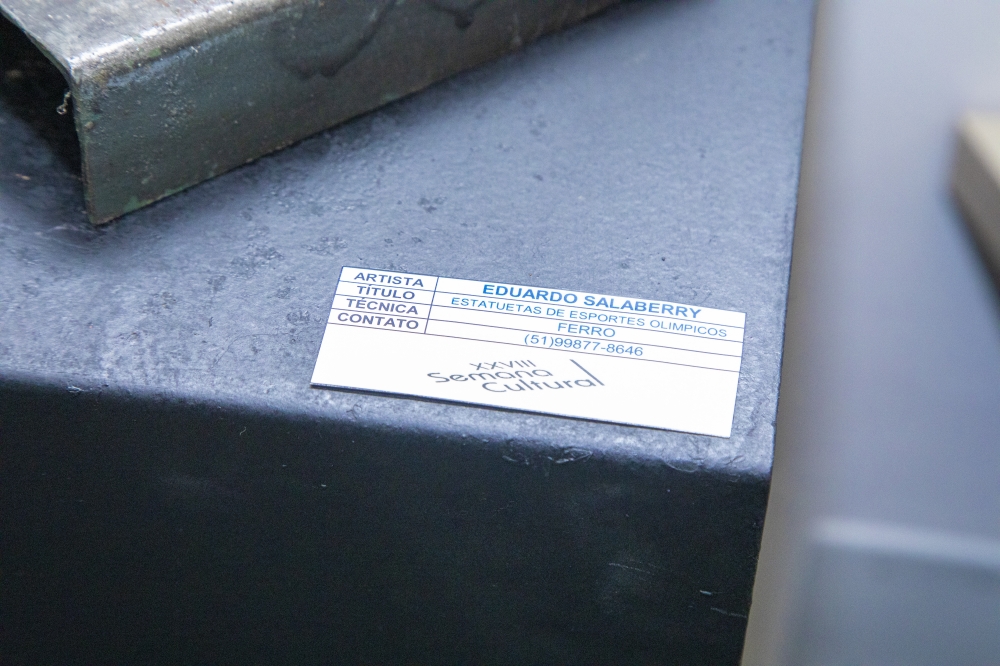 ARTISTA EDUARDO SALABERRY
TÍTULO ESTATUETAS DE ESPORTES OLIMPICOS
TÉCNICA FERRO
CONTATO (51)99877-8646
XXVIII
Semana
Cultural